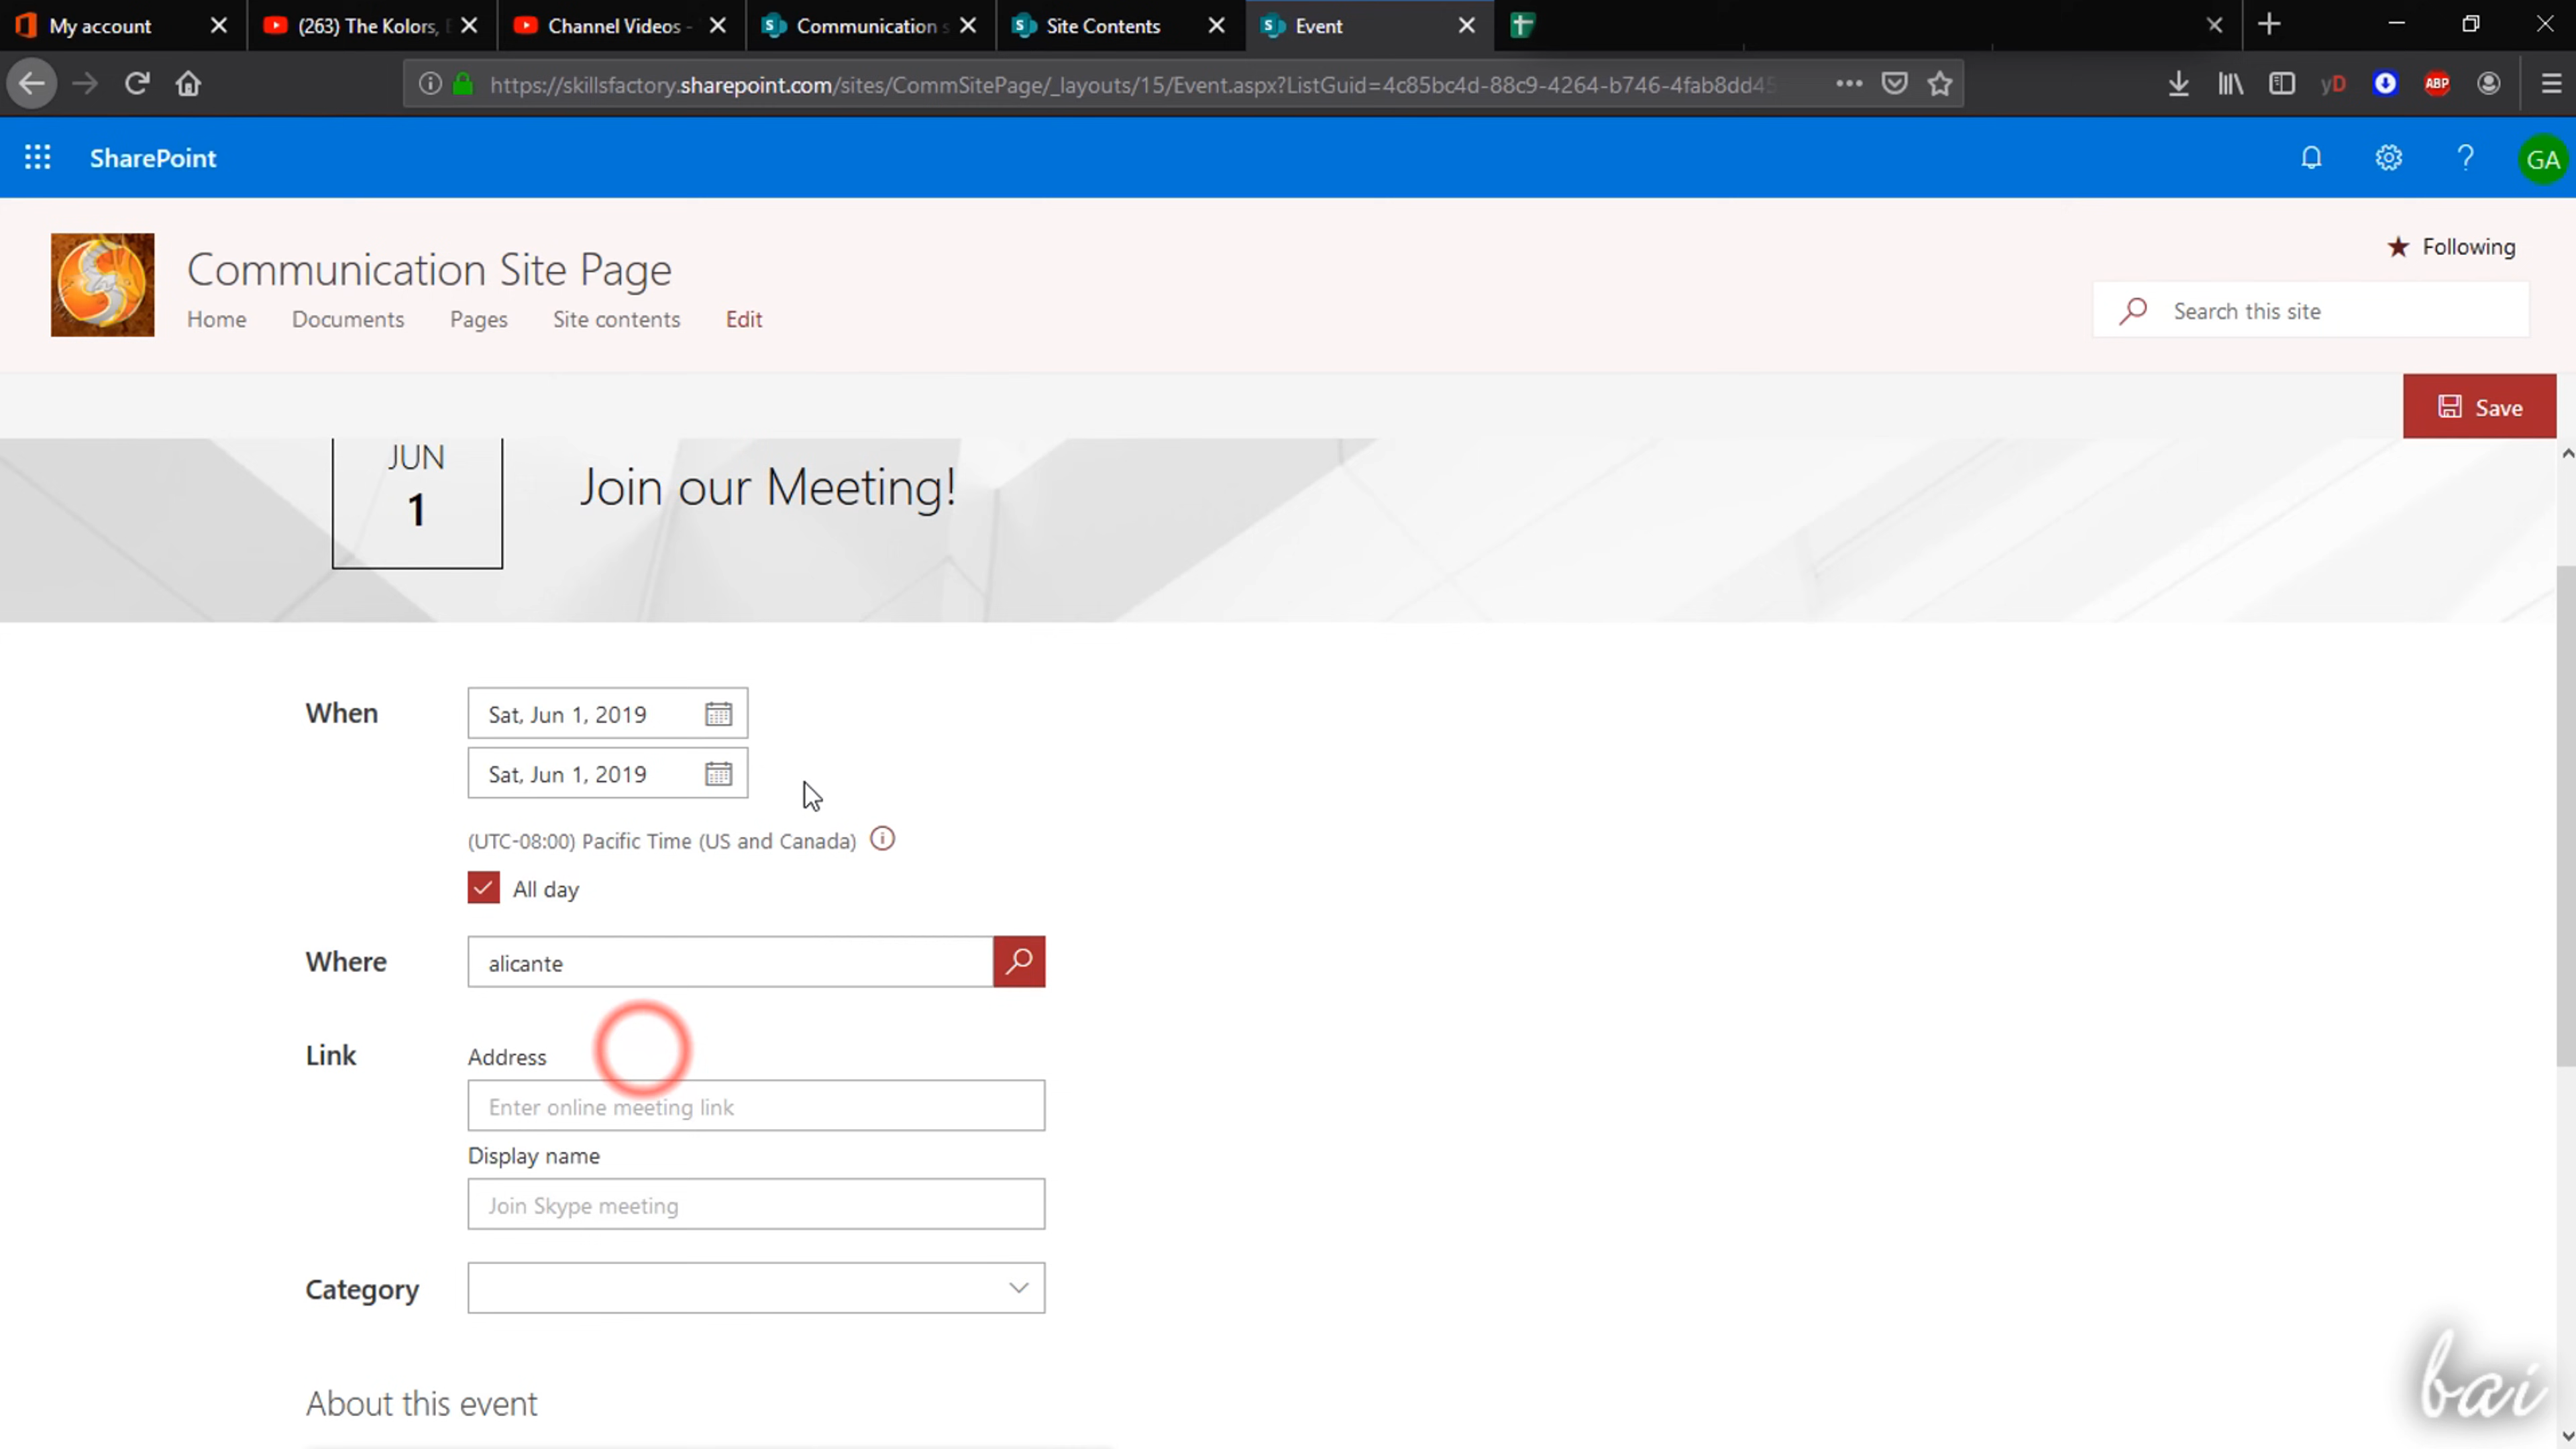 My account
(263) The Kolors,
Channel Videos -
Communication s
Site Contents
Event
https://skillsfactory.sharepoint.com/sites/CommSitePage/_layouts/15/Event.aspx?ListGuid=4c85bc4d-88c9-4264-b746-4fab8dd45
yD
ABP
SharePoint
?
GA
Communication Site Page
Following
Home Documents Pages Site contents Edit
Search this site
Save
JUN
1
Join our Meeting!
When
Sat, Jun 1, 2019
Sat, Jun 1, 2019
(UTC-08:00) Pacific Time (US and Canada)
All day
Where
alicante
Link
Address
Enter online meeting link
Display name
Join Skype meeting
Category
About this event
bai